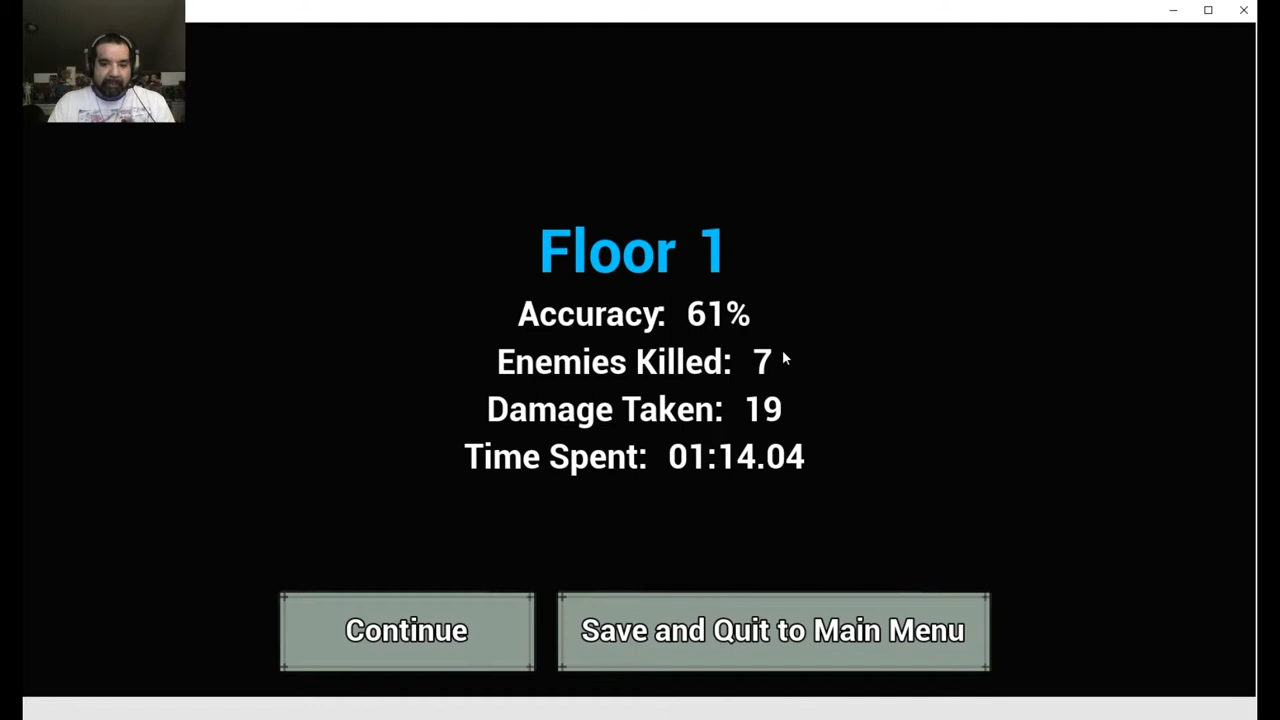 Floor 1
Accuracy: 61%
Enemies Killed: 7
Damage Taken: 19
Time Spent: 01:14.04
Continue
Save and Quit to Main Menu